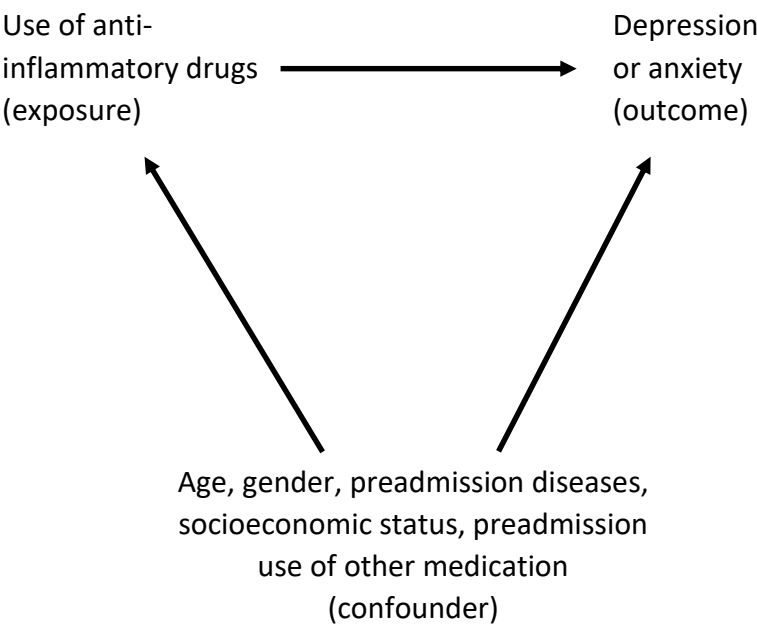 Use of anti-
inflammatory drugs
(exposure)
Depression
or anxiety
(outcome)
Age, gender, preadmission diseases,
socioeconomic status, preadmission
use of other medication
(confounder)